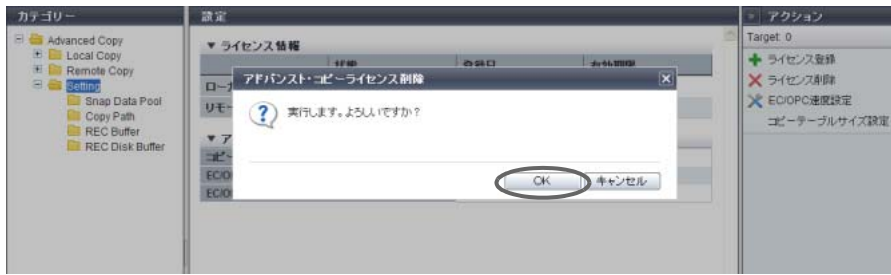 カテゴリー
設定
アクション
Advanced Copy
Local Copy
Remote Copy
Setting
Snap Data Pool
Copy Path
REC Buffer
REC Disk Buffer
▼ ライセンス情報
状態
登録日
有効期限
アドバンスト・コピーライセンス削除
実行します。よろしいですか?
OK
キャンセル
ロー
リモー
▼ ア
コピー
EC/O
EC/O
Target: 0
ライセンス登録
ライセンス削除
EC/OPC速度設定
コピーテーブルサイズ設定